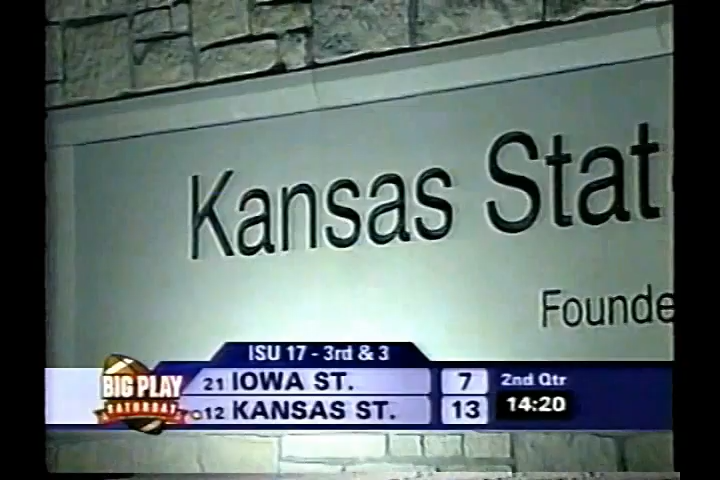 Kansas Stat
Founde
ISU 17 - 3rd & 3
BIG PLAY
SATURDAY
21 IOWA ST. 7 2nd Qtr
12 KANSAS ST. 13 14:20